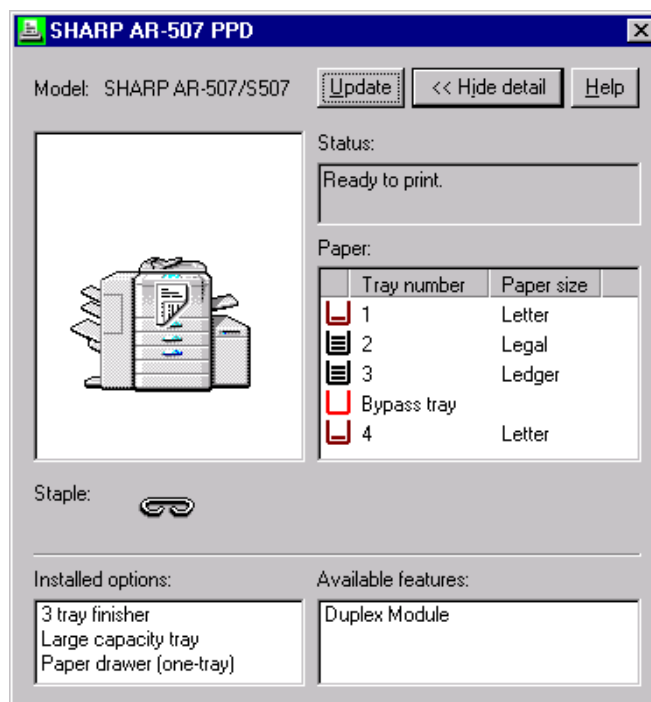 SHARP AR-507 PPD
Model: SHARP AR-507/S507
Update
<< Hide detail
Help
Status:
Ready to print.
Paper:
Tray number Paper size
1 Letter
2 Legal
3 Ledger
Bypass tray
4 Letter
Staple:
Installed options:
3 tray finisher
Large capacity tray
Paper drawer (one-tray)
Available features:
Duplex Module